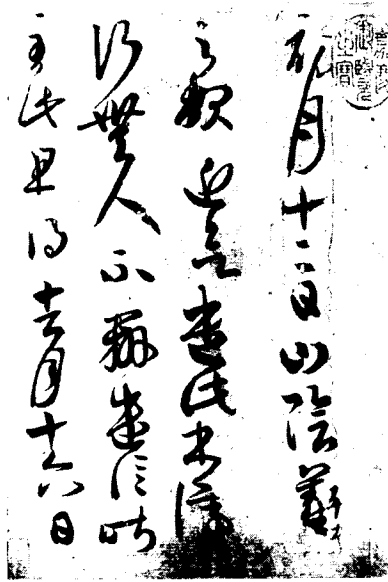 初月十二日山陰羲
之報近欲遣此書停
行無人不辦遣信昨
至此且得去月十六日